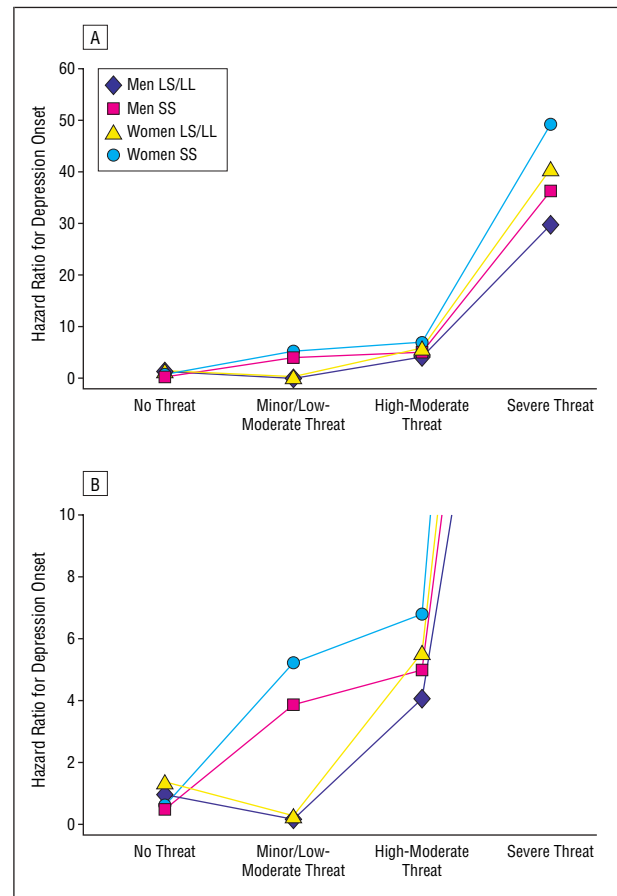 A
60
50
40
30
20
10
0
Hazard Ratio for Depression Onset
Men LS/LL
Men SS
Women LS/LL
Women SS
No Threat
Minor/Low-
Moderate Threat
High-Moderate
Threat
Severe Threat
B
10
8
6
4
2
0
Hazard Ratio for Depression Onset
No Threat
Minor/Low-
Moderate Threat
High-Moderate
Threat
Severe Threat